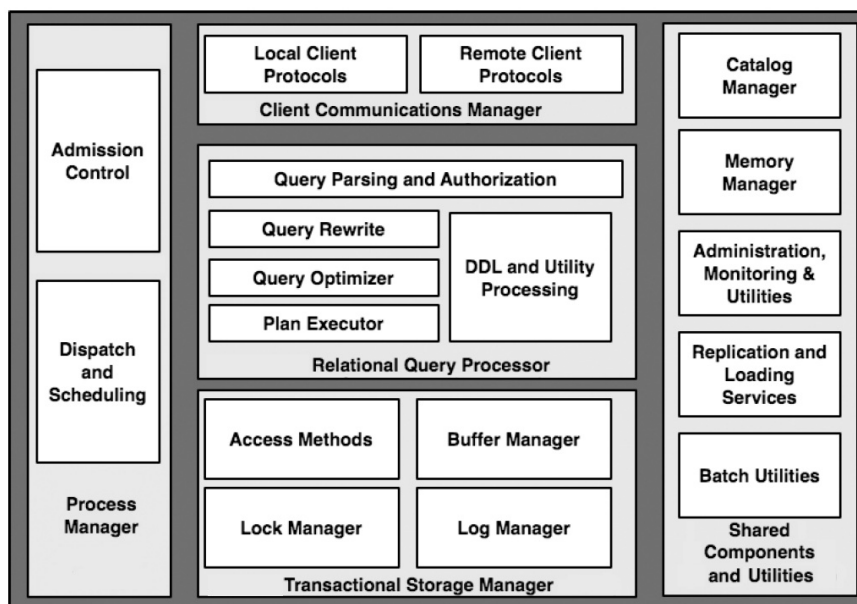 Admission
Control
Dispatch
and
Scheduling
Process
Manager
Local Client
Protocols
Remote Client
Protocols
Client Communications Manager
Query Parsing and Authorization
Query Rewrite
Query Optimizer
Plan Executor
DDL and Utility
Processing
Relational Query Processor
Access Methods
Buffer Manager
Lock Manager
Log Manager
Transactional Storage Manager
Catalog
Manager
Memory
Manager
Administration,
Monitoring &
Utilities
Replication and
Loading
Services
Batch Utilities
Shared
Components
and Utilities